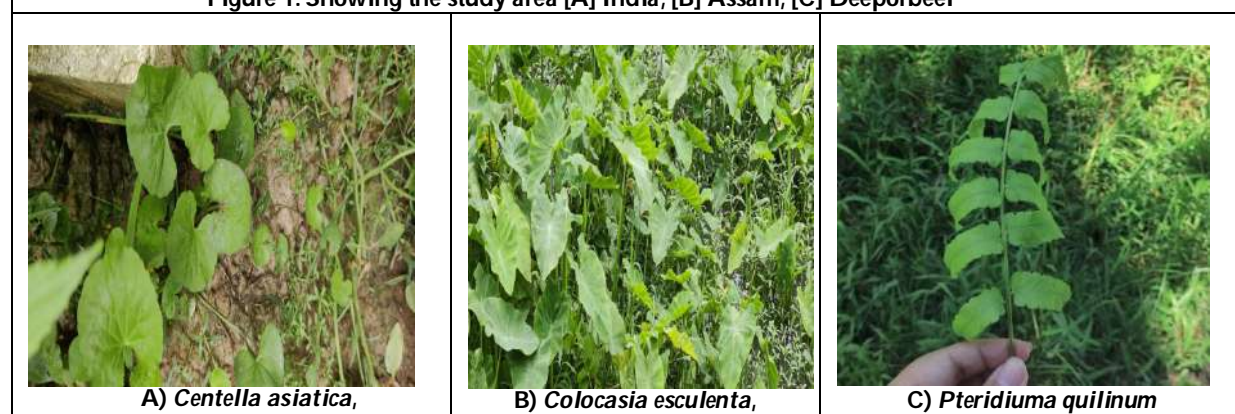 Figure 1: Showing the study area [A] India, [B] Assam, [C] Deeporbeel
A) Centella asiatica,
B) Colocasia esculenta,
C) Pteridiuma quilinum